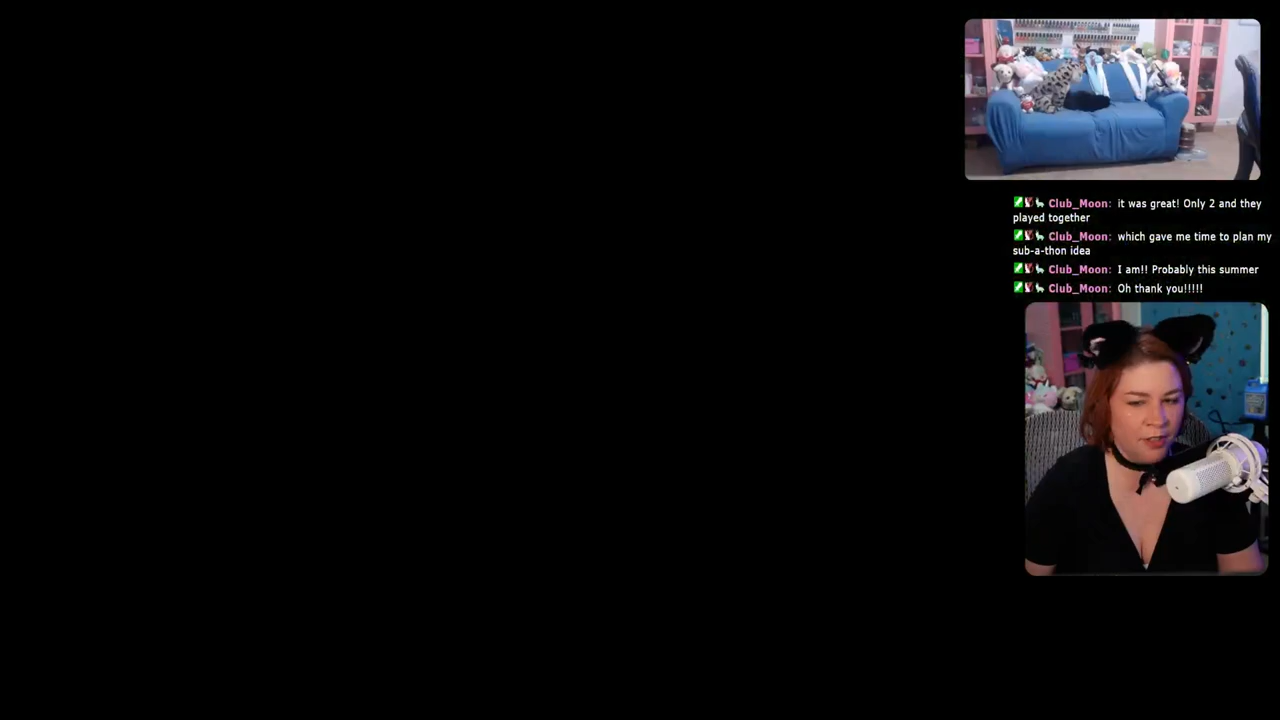 Club_Moon: it was great! Only 2 and they
played together
Club_Moon: which gave me time to plan my
sub-a-thon idea
Club_Moon: I am!! Probably this summer
Club_Moon: Oh thank you!!!!!